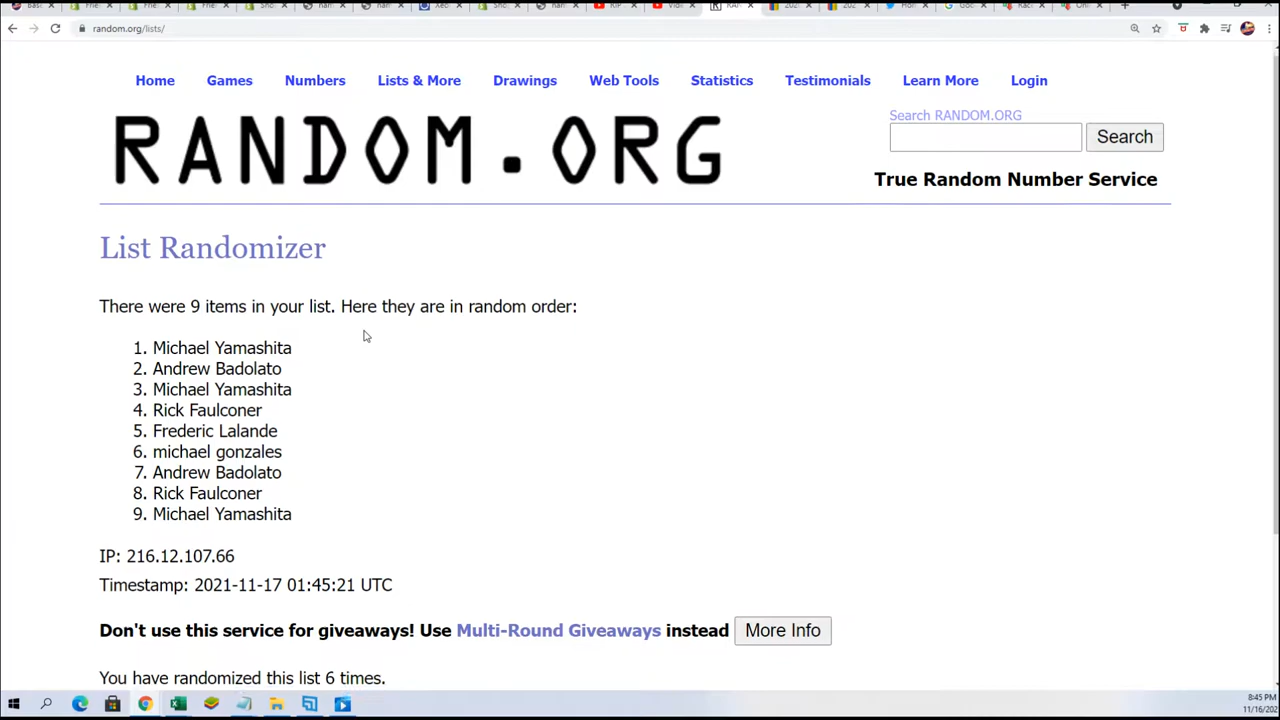 random.org/lists/
Home Games Numbers Lists & More Drawings Web Tools Statistics Testimonials Learn More Login
RANDOM.ORG
Search RANDOM.ORG
Search
True Random Number Service
List Randomizer
There were 9 items in your list. Here they are in random order:
1. Michael Yamashita
2. Andrew Badolato
3. Michael Yamashita
4. Rick Faulconer
5. Frederic Lalande
6. michael gonzales
7. Andrew Badolato
8. Rick Faulconer
9. Michael Yamashita
IP: 216.12.107.66
Timestamp: 2021-11-17 01:45:21 UTC
Don't use this service for giveaways! Use Multi-Round Giveaways instead More Info
You have randomized this list 6 times.
8:45 PM